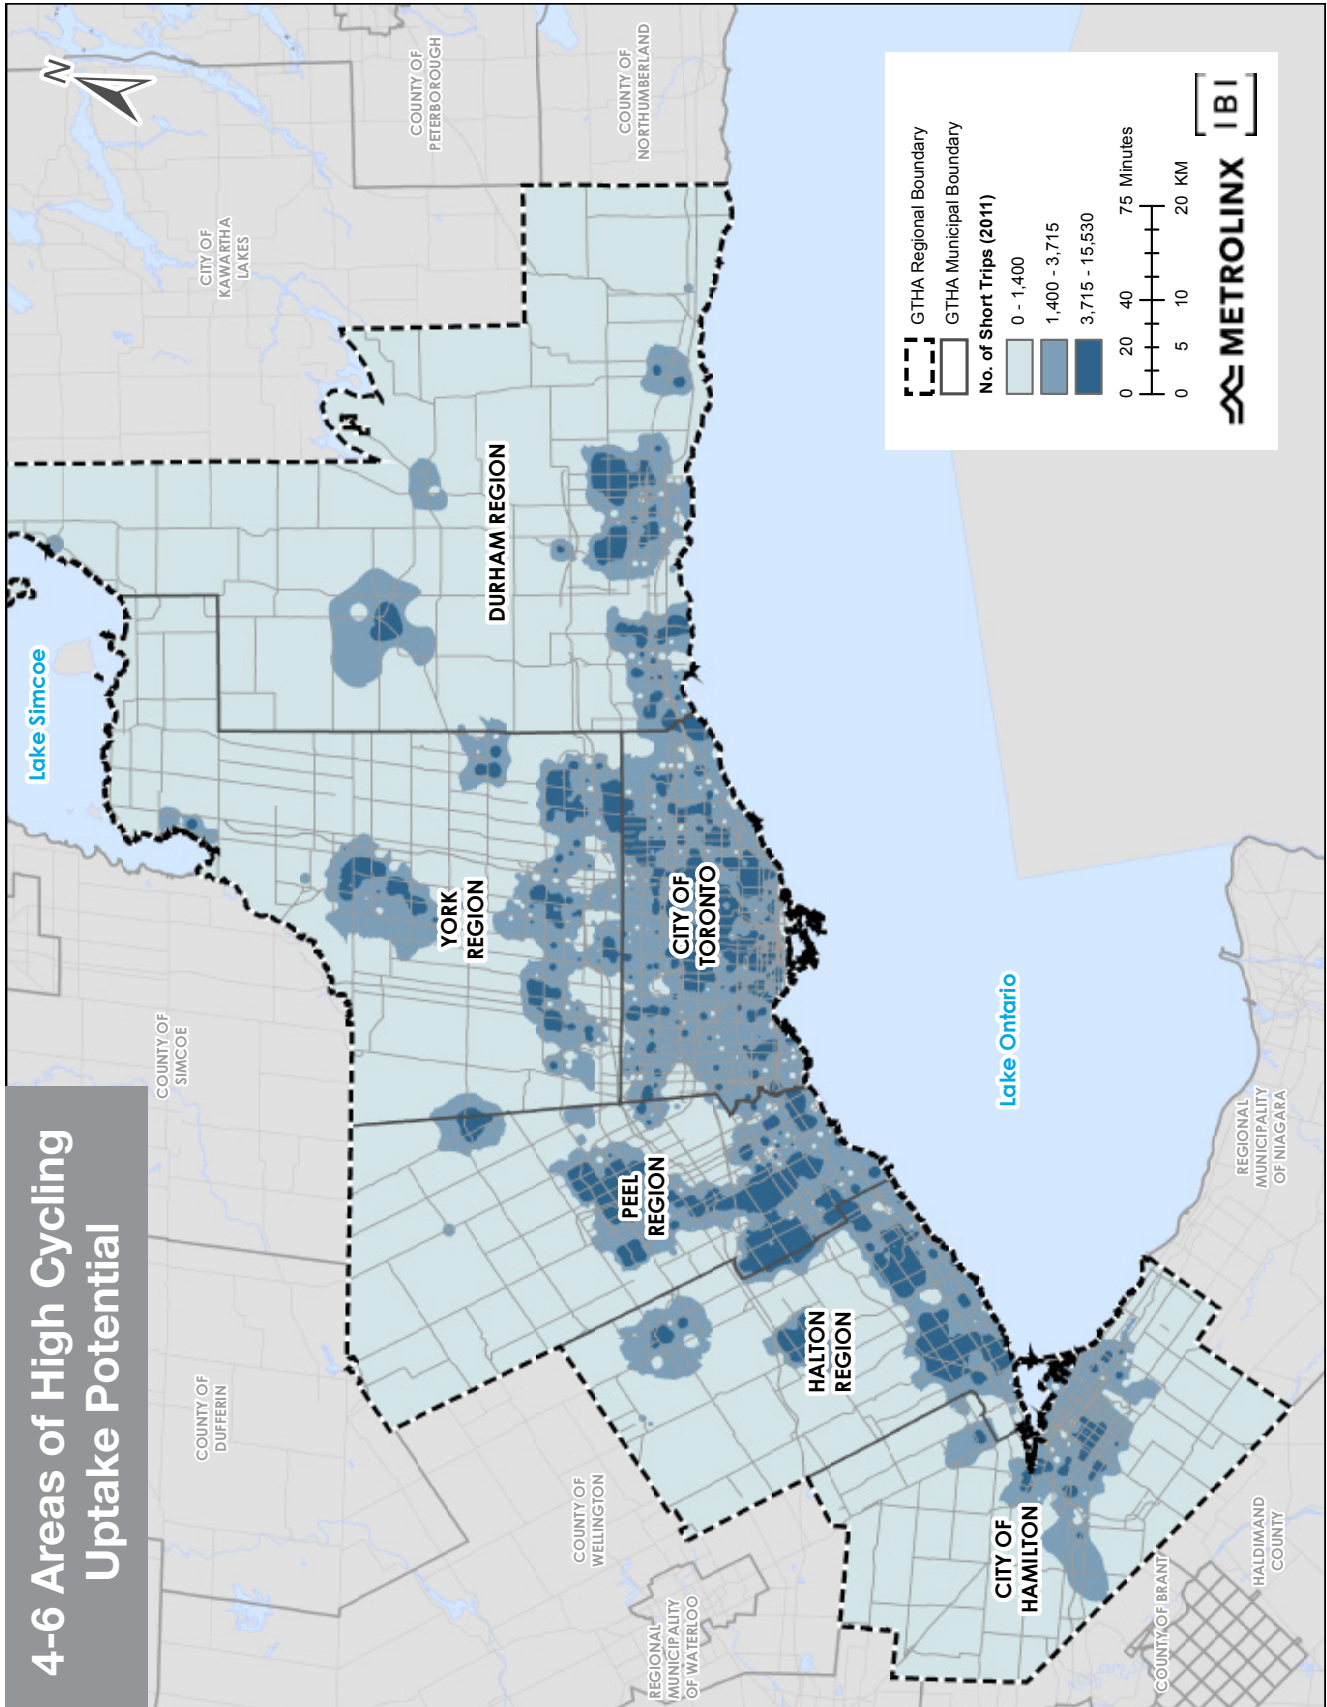 4-6 Areas of High Cycling
Uptake Potential
N
Lake Simcoe
COUNTY OF
SIMCOE
COUNTY OF
DUFFERIN
COUNTY OF
WELLINGTON
REGIONAL
MUNICIPALITY
OF WATERLOO
COUNTY OF BRANT
HALDIMAND
COUNTY
REGIONAL
MUNICIPALITY
OF NIAGARA
CITY OF
KAWARTHA
LAKES
COUNTY OF
PETERBOROUGH
COUNTY OF
NORTHUMBERLAND
DURHAM REGION
YORK
REGION
CITY OF
TORONTO
PEEL
REGION
HALTON
REGION
CITY OF
HAMILTON
Lake Ontario
GTHA Regional Boundary
GTHA Municipal Boundary
No. of Short Trips (2011)
0 - 1,400
1,400 - 3,715
3,715 - 15,530
0 20 40 75 Minutes
0 5 10 20 KM
METROLINX
IBI